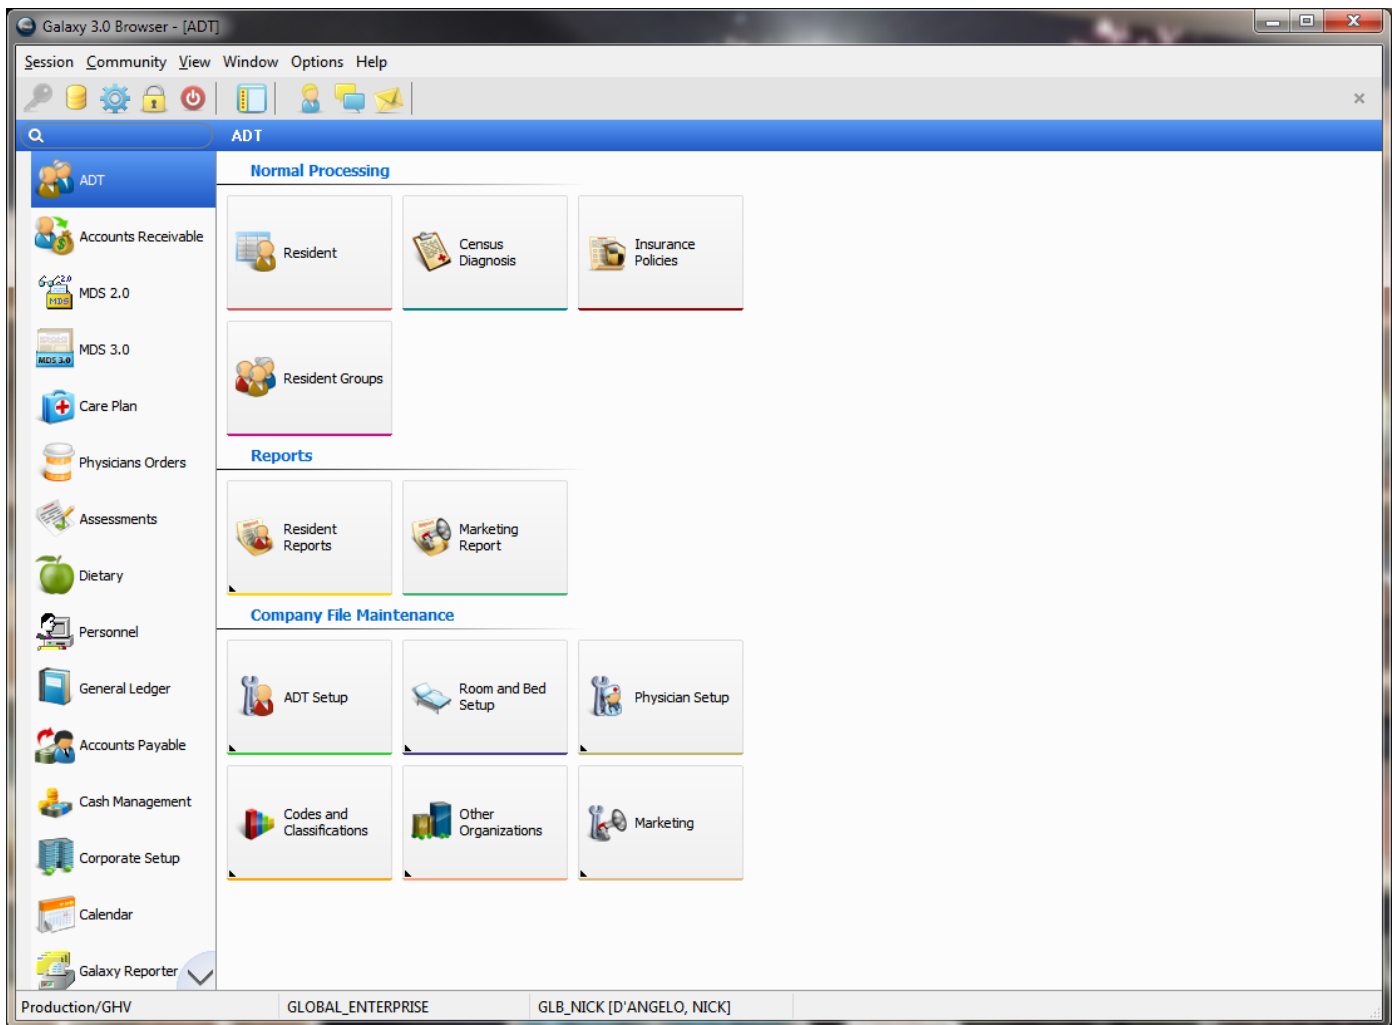 Galaxy 3.0 Browser - [ADT]
Session Community View Window Options Help
ADT
ADT
Accounts Receivable
MDS 2.0
MDS 3.0
Care Plan
Physicians Orders
Assessments
Dietary
Personnel
General Ledger
Accounts Payable
Cash Management
Corporate Setup
Calendar
Galaxy Reporter
Normal Processing
Resident
Census
Diagnosis
Insurance
Policies
Resident Groups
Reports
Resident
Reports
Marketing
Report
Company File Maintenance
ADT Setup
Room and Bed
Setup
Physician Setup
Codes and
Classifications
Other
Organizations
Marketing
Production/GHV
GLOBAL_ENTERPRISE
GLB_NICK [D'ANGELO, NICK]